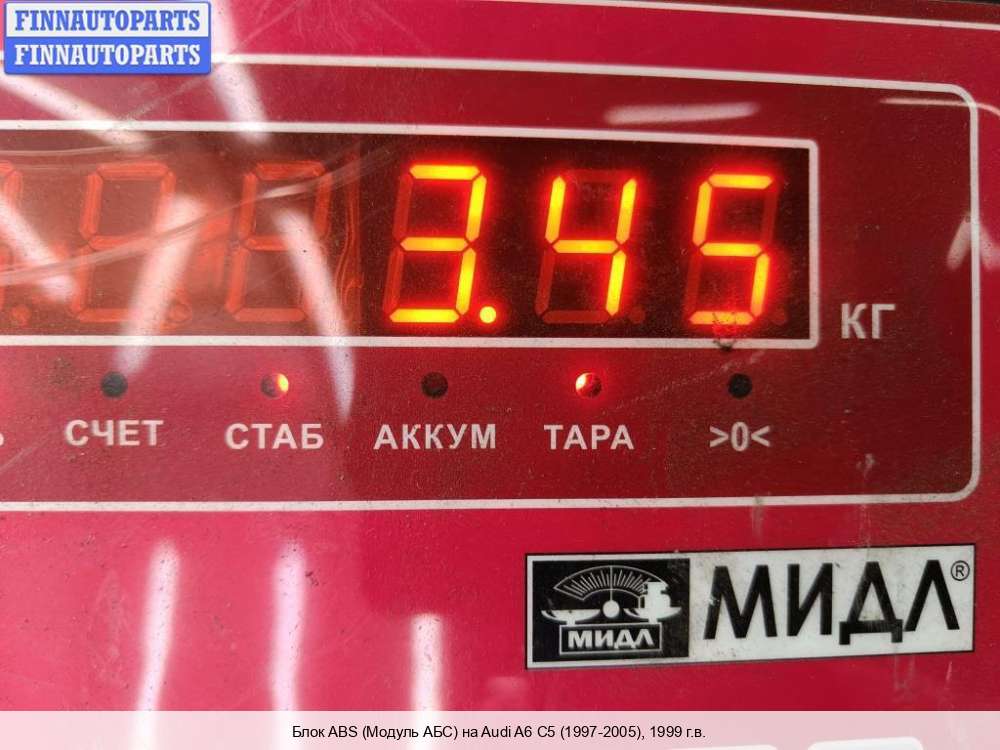 FINNAUTOPARTS
FINNAUTOPARTS
3.45
КГ
СЧЕТ СТАБ АККУМ ТАРА >0<
МИДЛ МИДЛ®
Блок ABS (Модуль АБС) на Audi A6 C5 (1997-2005), 1999 г.в.